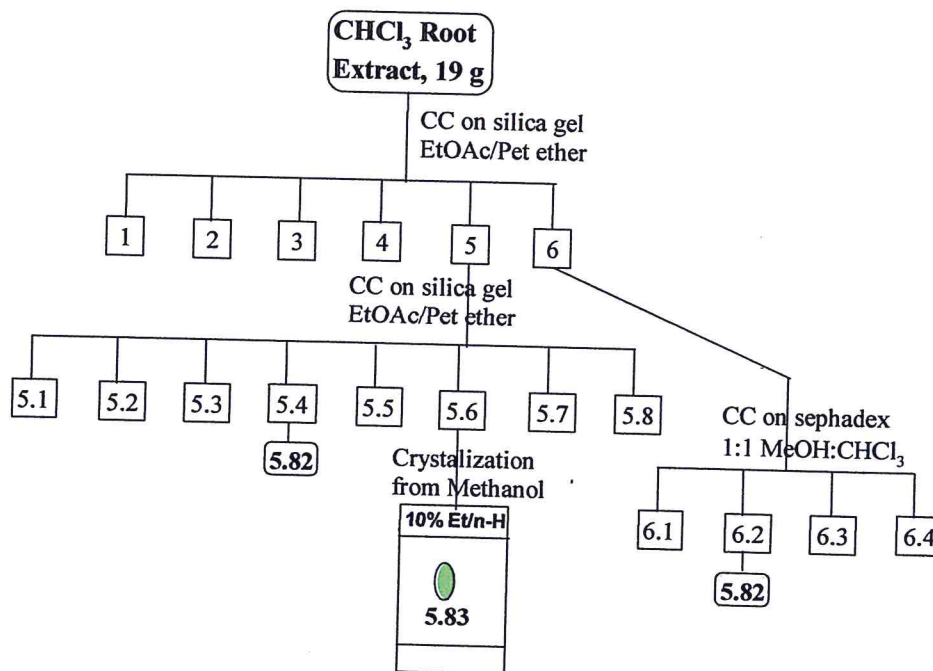 CHCl₃ Root
Extract, 19 g
CC on silica gel
EtOAc/Pet ether
1 2 3 4 5 6
CC on silica gel
EtOAc/Pet ether
5.1 5.2 5.3 5.4 5.5 5.6 5.7 5.8
5.82
Crystalization
from Methanol
10% Et/n-H
5.83
CC on sephadex
1:1 MeOH:CHCl₃
6.1 6.2 6.3 6.4
5.82